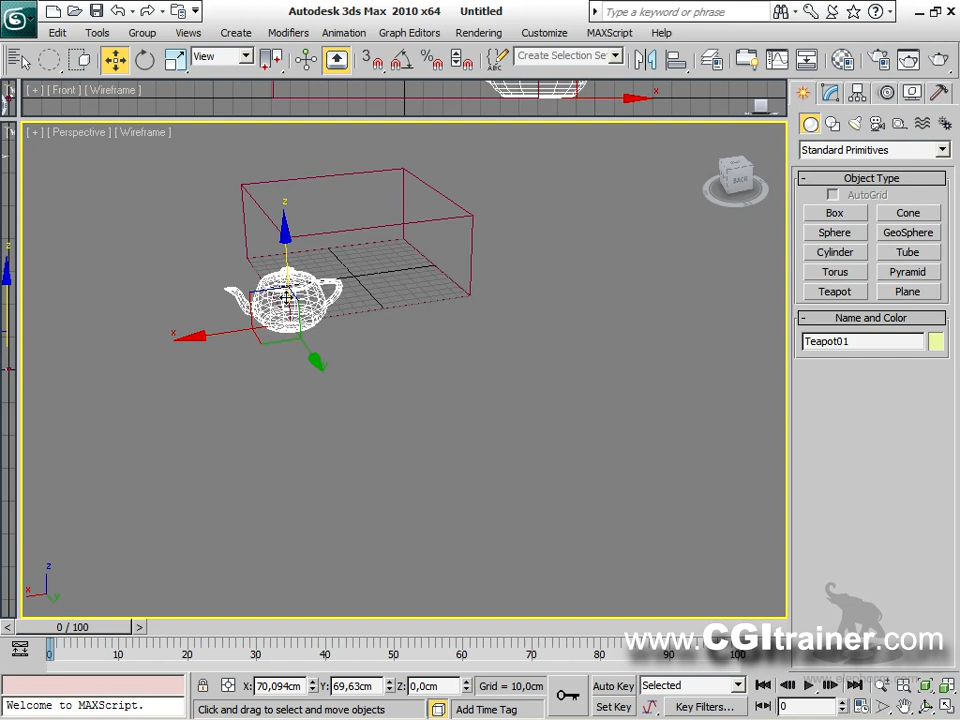 Autodesk 3ds Max 2010 x64 Untitled
Type a keyword or phrase
Edit Tools Group Views Create Modifiers Animation Graph Editors Rendering Customize MAXScript Help
View
3
%
ABC
Create Selection Se
[ + ] [ Front ] [ Wireframe ]
x
[ + ] [ Perspective ] [ Wireframe ]
BACK
z
x
z
x
y
Standard Primitives
- Object Type
AutoGrid
Box Cone
Sphere GeoSphere
Cylinder Tube
Torus Pyramid
Teapot Plane
- Name and Color
Teapot01
< 0 / 100 >
0 10 20 30 40 50 60 70 80 90 100
www.CGItrainer.com
X: 70,094cm Y: 69,63cm Z: 0,0cm Grid = 10,0cm
Auto Key Selected
Welcome to MAXScript.
Click and drag to select and move objects
Add Time Tag
Set Key Key Filters...
0